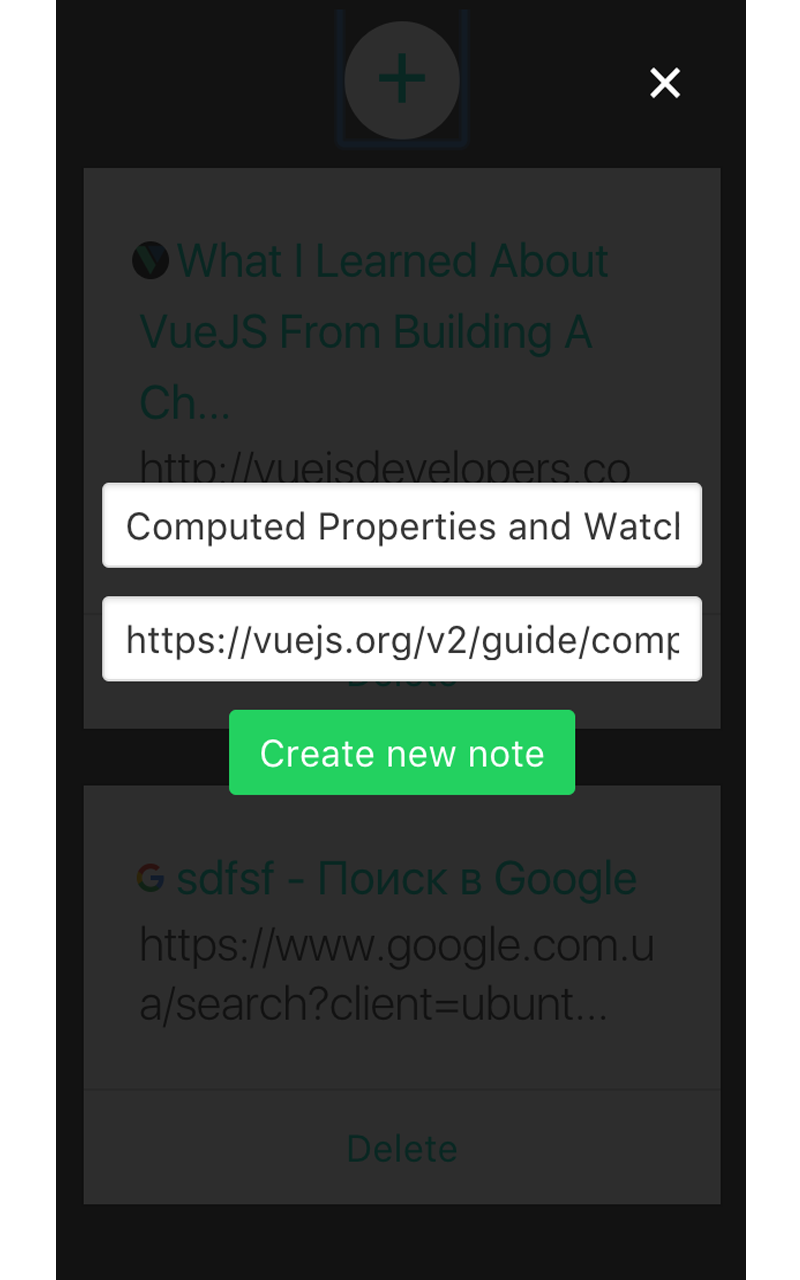 What I Learned About
VueJS From Building A
Ch...
http://vuejsdevelopers.co
Computed Properties and Watcl
https://vuejs.org/v2/guide/comp
Delete
Create new note
sdfsf - Поиск в Google
https://www.google.com.u
a/search?client=ubunt...
Delete